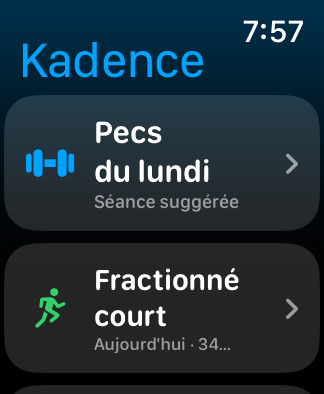 7:57
Kadence
Pecs
du lundi
Séance suggérée
Fractionné
court
Aujourd'hui · 34...